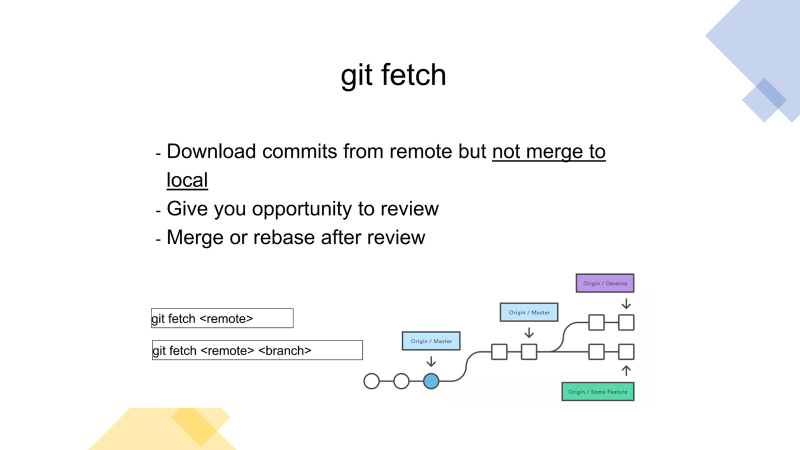 git fetch
- Download commits from remote but not merge to
local
- Give you opportunity to review
- Merge or rebase after review
git fetch <remote>
git fetch <remote> <branch>
Origin / Develop
Origin / Master
Origin / Master
Origin / Some Feature